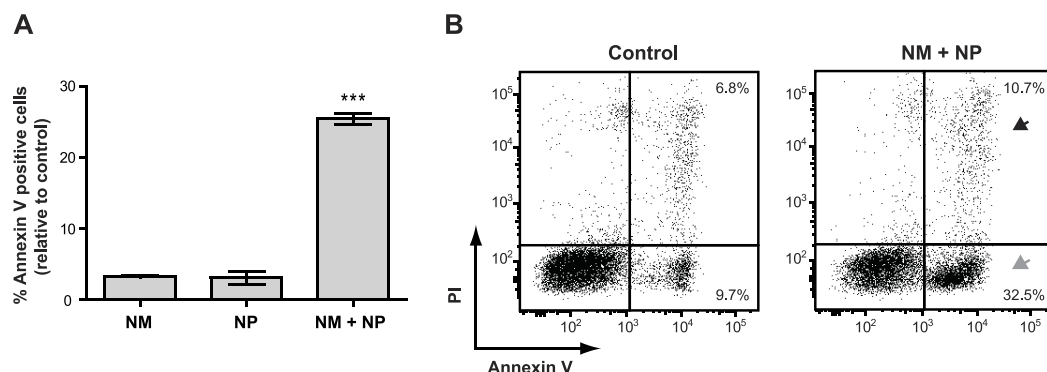 A
% Annexin V positive cells
(relative to control)
30
20
10
0
***
NM
NP
NM + NP
B
Control
6.8%
9.7%
10⁵
10⁴
10³
10²
10² 10³ 10⁴ 10⁵
NM + NP
10.7%
32.5%
10⁵
10⁴
10³
10²
10² 10³ 10⁴ 10⁵
PI
Annexin V